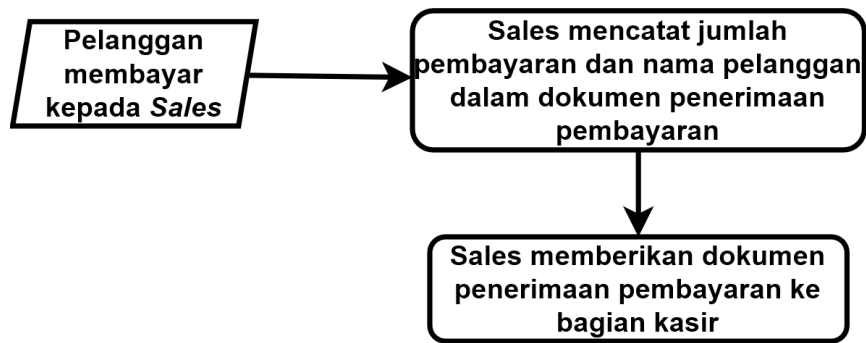 Pelanggan
membayar
kepada Sales
Sales mencatat jumlah
pembayaran dan nama pelanggan
dalam dokumen penerimaan
pembayaran
Sales memberikan dokumen
penerimaan pembayaran ke
bagian kasir